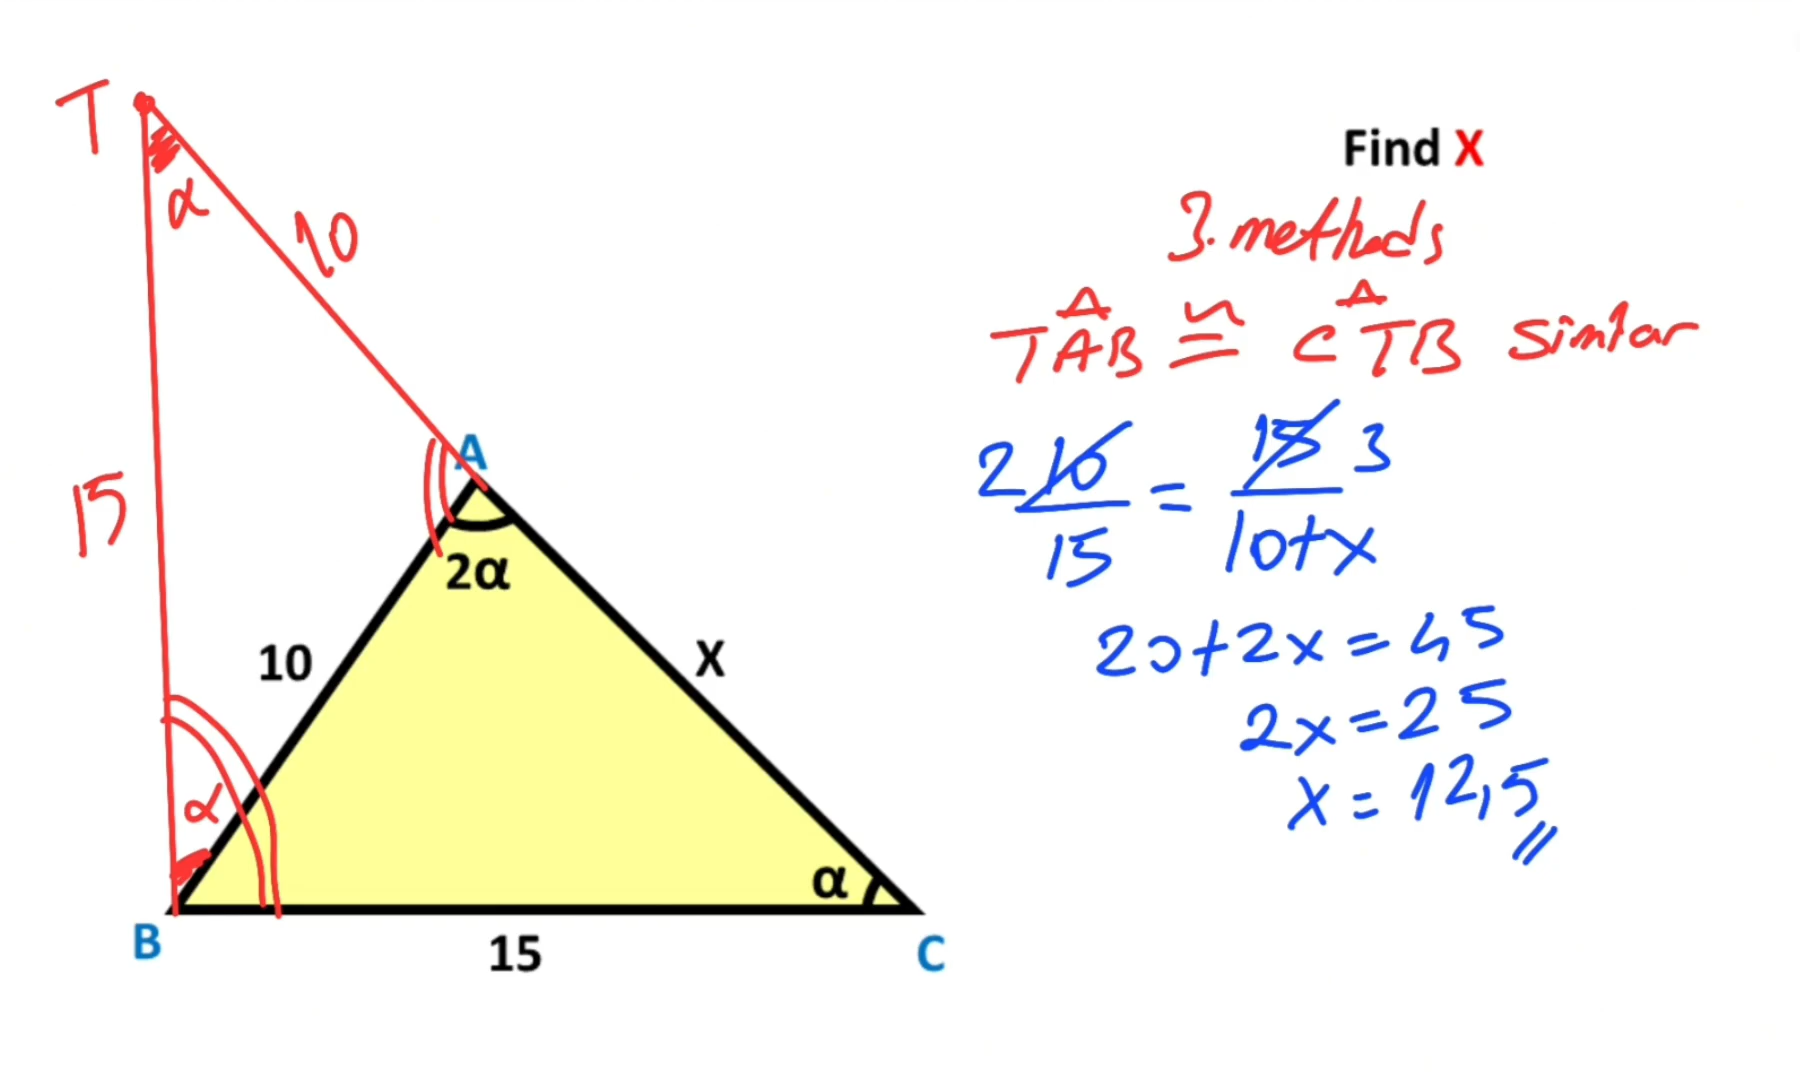 Find X
3. methods
TAB ≅ CTB similar
2 10/15 = 15/10+x 3
20+2x=45
2x=25
x=12,5
T
α
10
15
A
2α
10
X
α
α
B
15
C